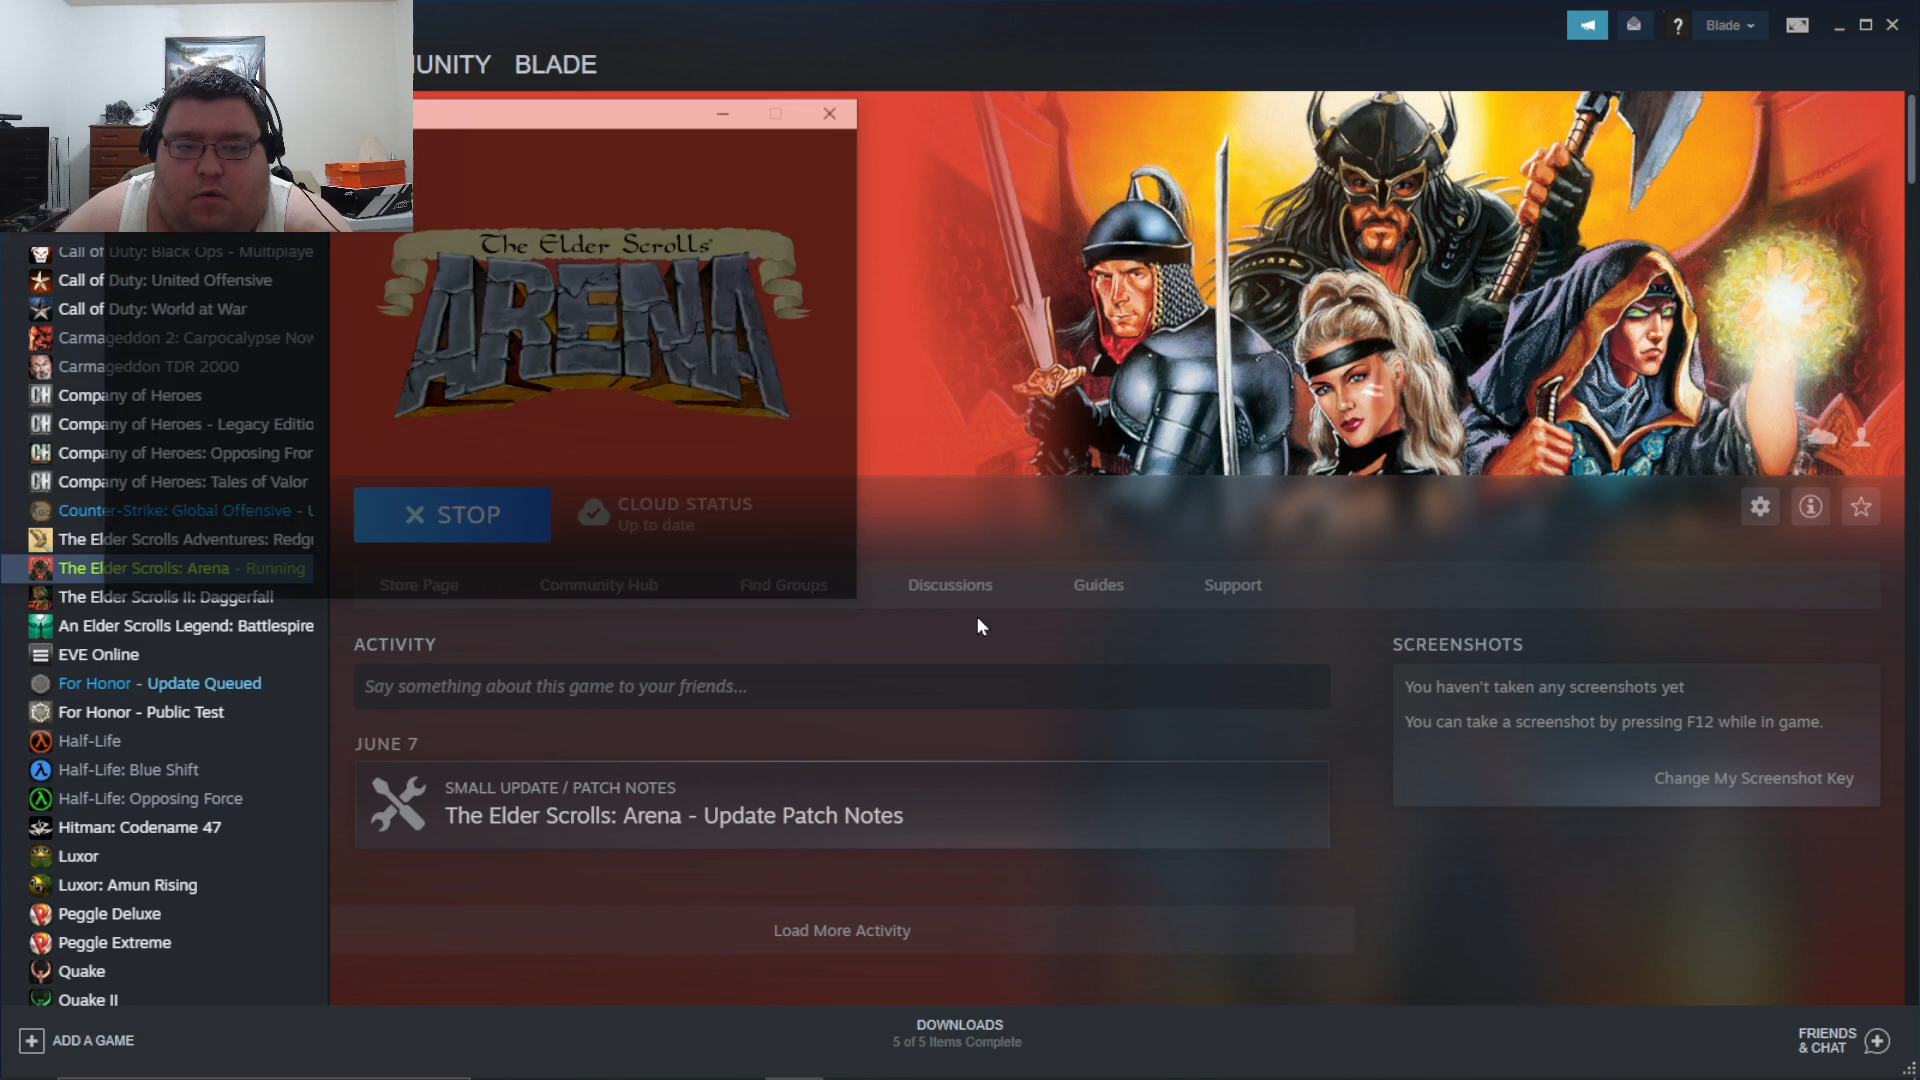 ?
Blade
UNITY BLADE
The Elder Scrolls
ARENA
Call of Duty: Black Ops - Multiplaye
Call of Duty: United Offensive
Call of Duty: World at War
Carmageddon 2: Carpocalypse Now
Carmageddon TDR 2000
Company of Heroes
Company of Heroes - Legacy Editio
Company of Heroes: Opposing Fron
Company of Heroes: Tales of Valor
Counter-Strike: Global Offensive - U
The Elder Scrolls Adventures: Redgu
The Elder Scrolls: Arena - Running
The Elder Scrolls II: Daggerfall
An Elder Scrolls Legend: Battlespire
EVE Online
For Honor - Update Queued
For Honor - Public Test
Half-Life
Half-Life: Blue Shift
Half-Life: Opposing Force
Hitman: Codename 47
Luxor
Luxor: Amun Rising
Peggle Deluxe
Peggle Extreme
Quake
Quake II
STOP
CLOUD STATUS
Up to date
Store Page Community Hub Find Groups Discussions Guides Support
ACTIVITY
Say something about this game to your friends...
JUNE 7
SMALL UPDATE / PATCH NOTES
The Elder Scrolls: Arena - Update Patch Notes
Load More Activity
SCREENSHOTS
You haven't taken any screenshots yet
You can take a screenshot by pressing F12 while in game.
Change My Screenshot Key
ADD A GAME
DOWNLOADS
5 of 5 Items Complete
FRIENDS
& CHAT